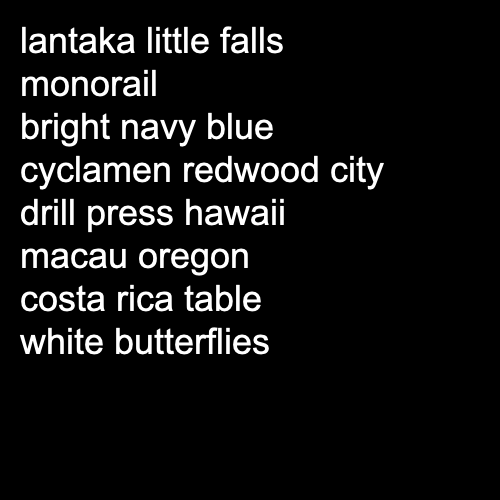 lantaka little falls
monorail
bright navy blue
cyclamen redwood city
drill press hawaii
macau oregon
costa rica table
white butterflies